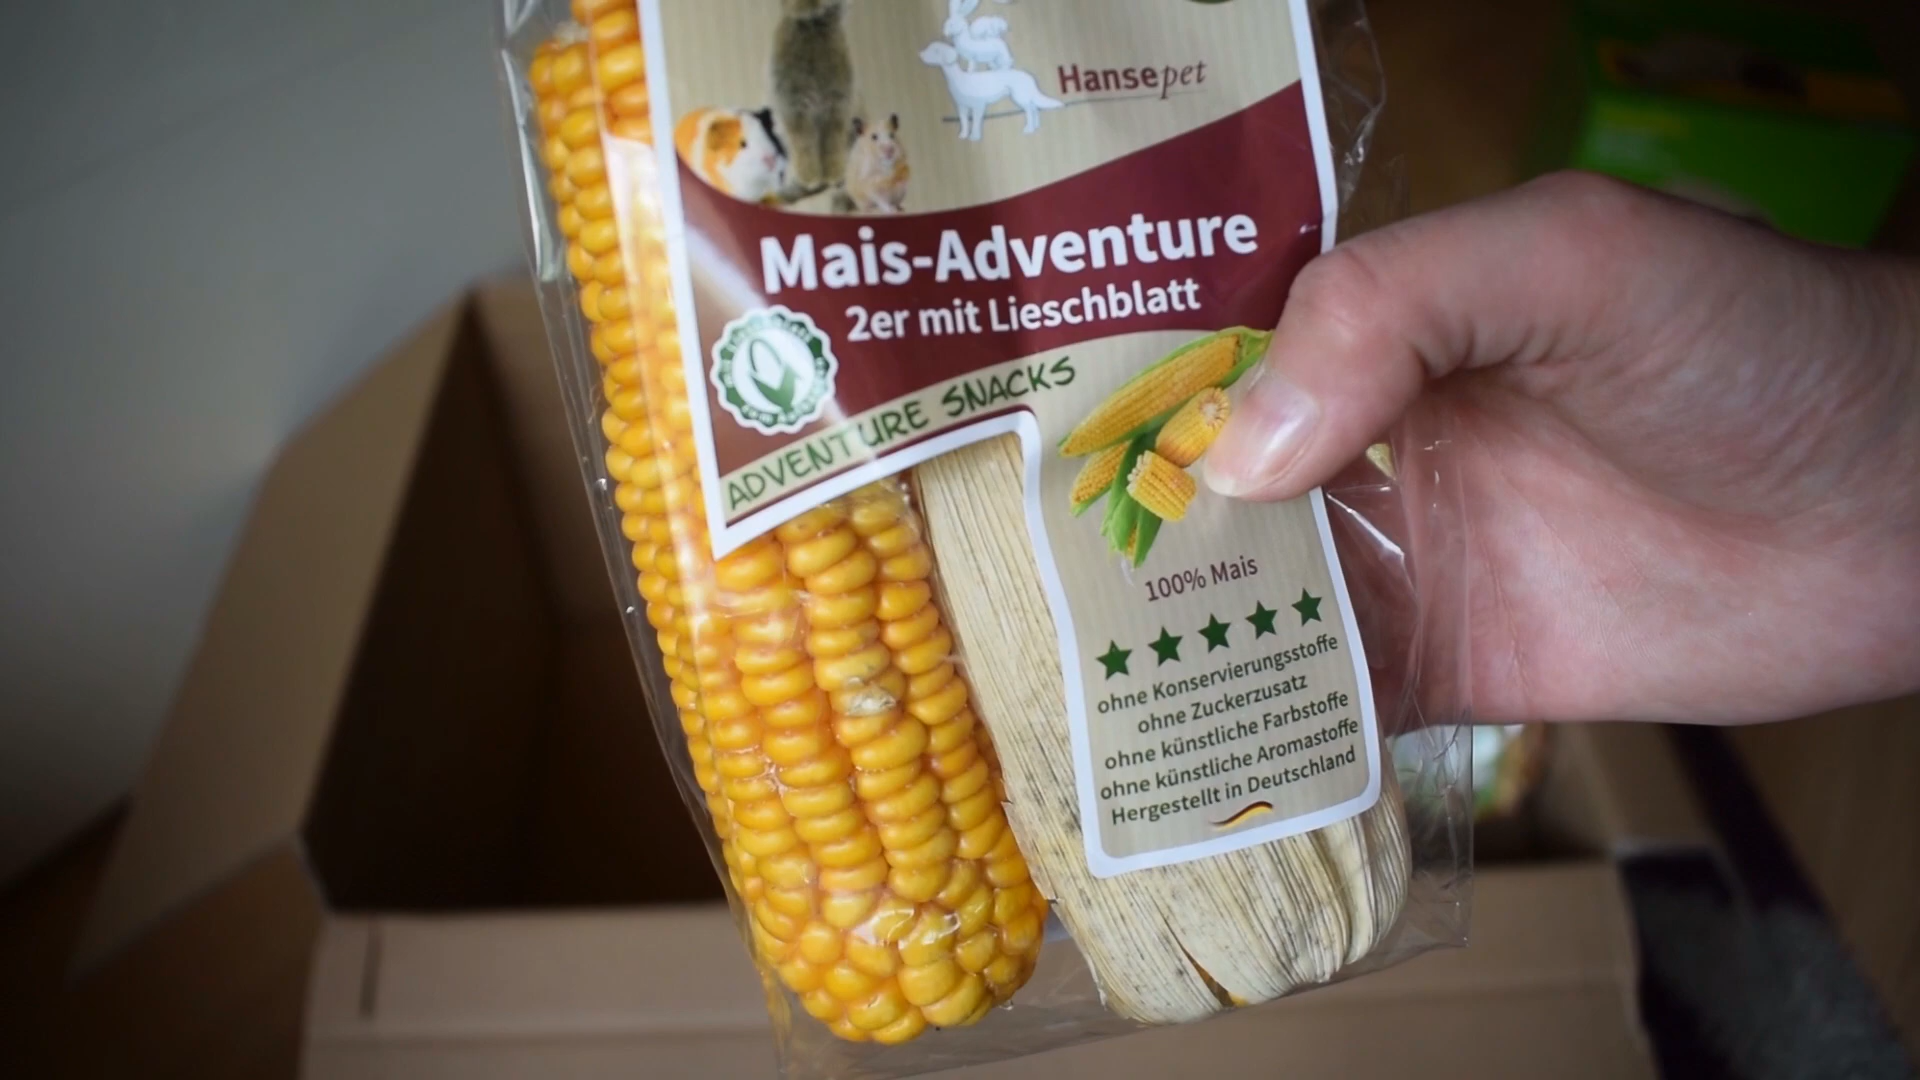 Hansepet
Mais-Adventure
2er mit Lieschblatt
ADVENTURE SNACKS
100% Mais
ohne Konservierungsstoffe
ohne Zuckerzusatz
ohne künstliche Farbstoffe
ohne künstliche Aromastoffe
Hergestellt in Deutschland